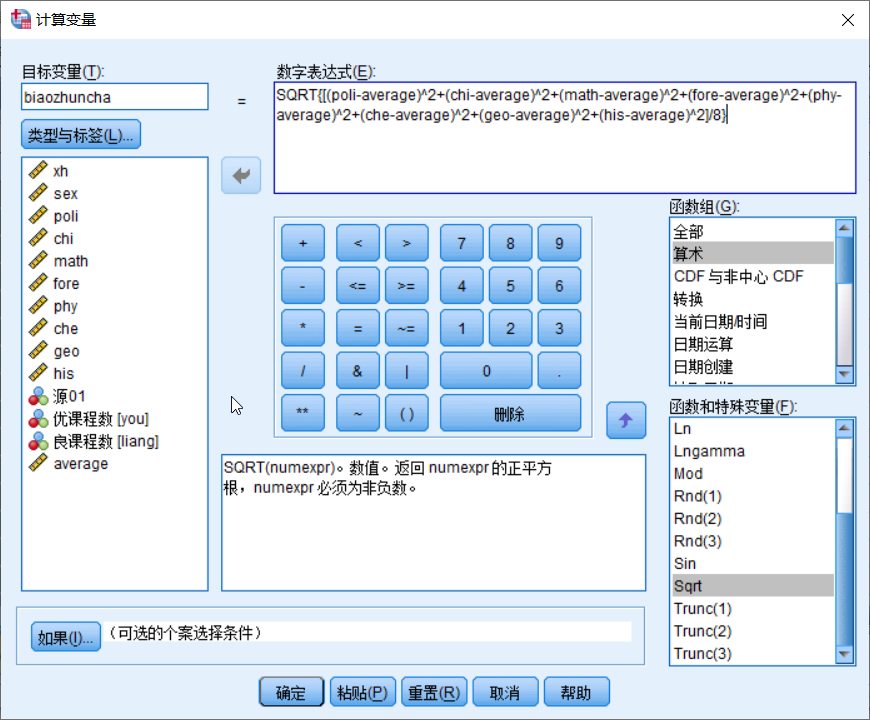 计算变量
目标变量(T):
biaozhuncha
=
类型与标签(L)...
数字表达式(E):
SQRT{[(poli-average)^2+(chi-average)^2+(math-average)^2+(fore-average)^2+(phy-
average)^2+(che-average)^2+(geo-average)^2+(his-average)^2]/8}
xh
sex
poli
chi
math
fore
phy
che
geo
his
源01
优课程数 [you]
良课程数 [liang]
average
+ < > 7 8 9
- <= >= 4 5 6
* = ~= 1 2 3
/ & | 0 .
** ~ ( ) 删除
函数组(G):
全部
算术
CDF 与非中心 CDF
转换
当前日期/时间
日期运算
日期创建
函数和特殊变量(F):
Ln
Lngamma
Mod
Rnd(1)
Rnd(2)
Rnd(3)
Sin
Sqrt
Trunc(1)
Trunc(2)
Trunc(3)
SQRT(numexpr)。数值。返回 numexpr 的正平方
根，numexpr 必须为非负数。
如果(I)...
（可选的个案选择条件）
确定 粘贴(P) 重置(R) 取消 帮助